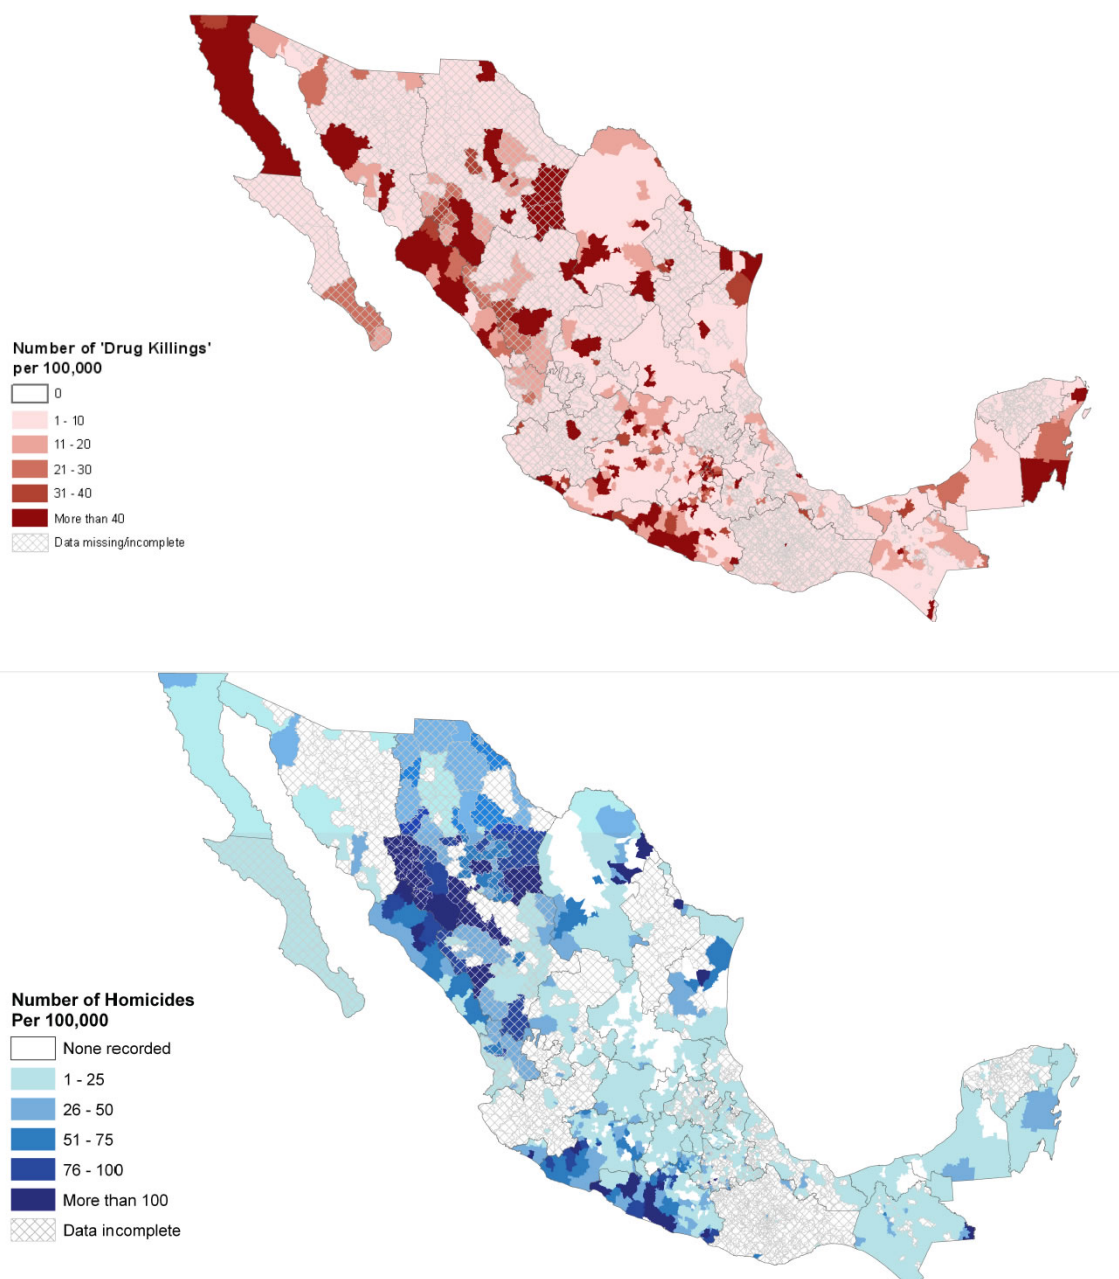 Number of 'Drug Killings'
per 100,000
0
1 - 10
11 - 20
21 - 30
31 - 40
More than 40
Data missing/incomplete
Number of Homicides
Per 100,000
None recorded
1 - 25
26 - 50
51 - 75
76 - 100
More than 100
Data incomplete